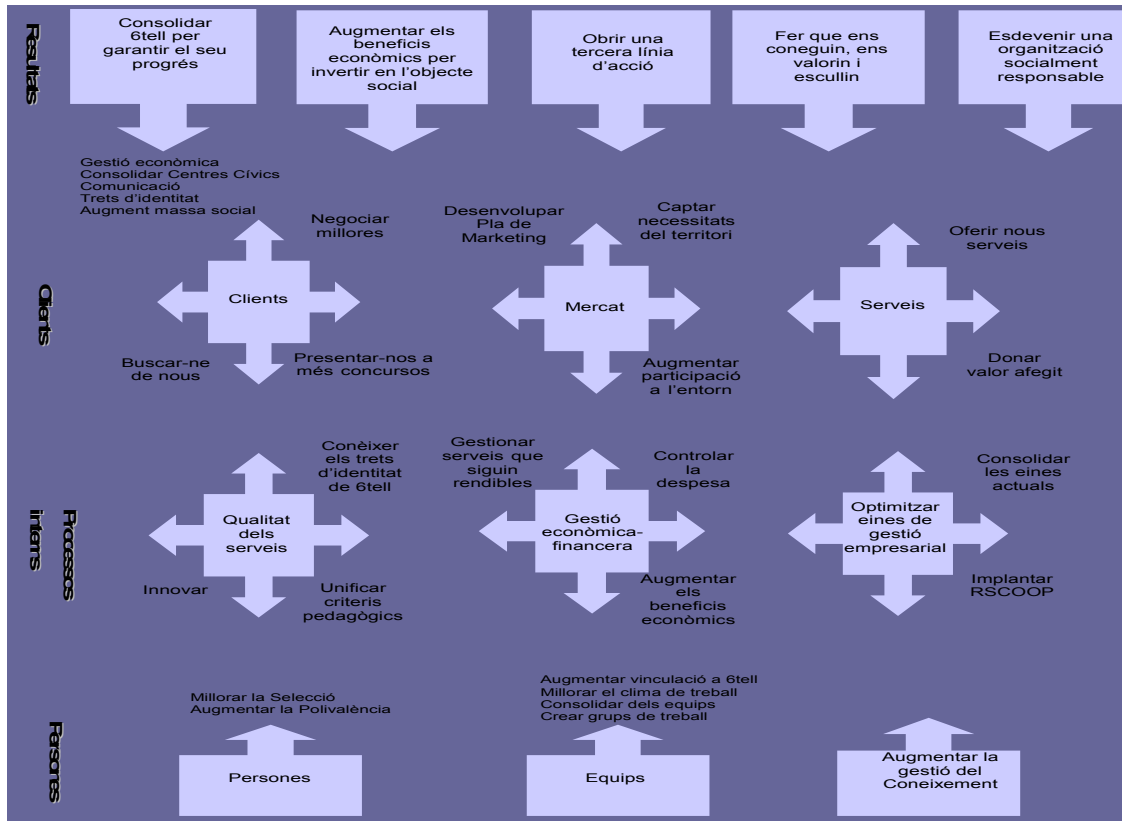 Resultats
Consolidar
6tell per
garantir el seu
progrés
Augmentar els
beneficis
econòmics per
invertir en l'objecte
social
Obrir una
tercera línia
d'acció
Fer que ens
coneguin, ens
valorin i
escullin
Esdevenir una
organització
socialment
responsable
Gestió econòmica
Consolidar Centres Cívics
Comunicació
Trets d'identitat
Augment massa social
Clients
Negociar
millores
Clients
Buscar-ne
de nous
Presentar-nos a
més concursos
Desenvolupar
Pla de
Marketing
Captar
necessitats
del territori
Mercat
Augmentar
participació
a l'entorn
Oferir nous
serveis
Serveis
Donar
valor afegit
Processos
interns
Conèixer
els trets
d'identitat
de 6tell
Qualitat
dels
serveis
Innovar
Unificar
criteris
pedagògics
Gestionar
serveis que
siguin
rendibles
Controlar
la
despesa
Gestió
econòmica-
financera
Augmentar
els
beneficis
econòmics
Consolidar
les eines
actuals
Optimitzar
eines de
gestió
empresarial
Implantar
RSCOOP
Persones
Millorar la Selecció
Augmentar la Polivalència
Persones
Augmentar vinculació a 6tell
Millorar el clima de treball
Consolidar dels equips
Crear grups de treball
Equips
Augmentar la
gestió del
Coneixement